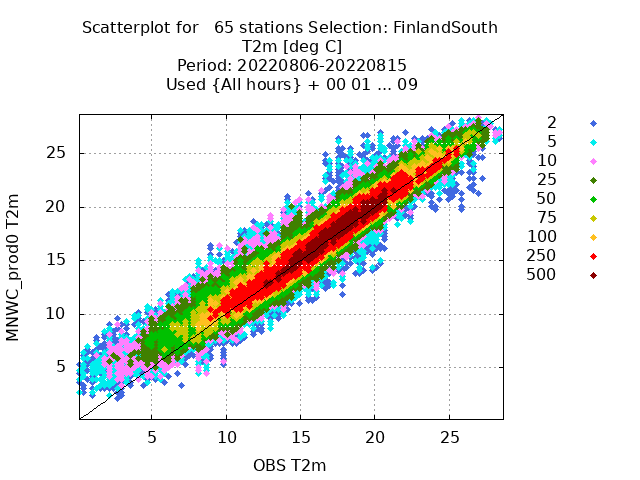 Scatterplot for   65 stations Selection: FinlandSouth
T2m [deg C]
Period: 20220806-20220815
Used {All hours} + 00 01 ... 09
2
5
10
25
50
75
100
250
500
25
20
15
10
5
MNWC_prod0 T2m
5 10 15 20 25
OBS T2m